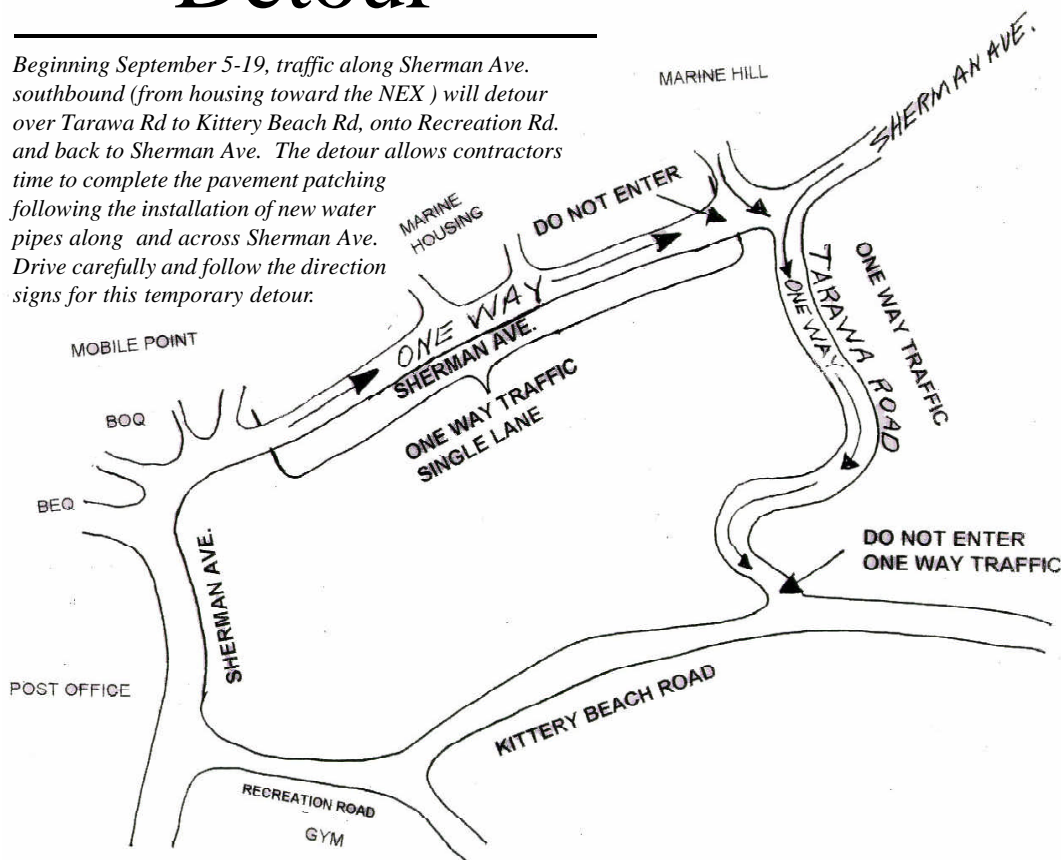 Detour
Beginning September 5-19, traffic along Sherman Ave.
southbound (from housing toward the NEX ) will detour
over Tarawa Rd to Kittery Beach Rd, onto Recreation Rd.
and back to Sherman Ave. The detour allows contractors
time to complete the pavement patching
following the installation of new water
pipes along and across Sherman Ave.
Drive carefully and follow the direction
signs for this temporary detour.
MARINE HILL
SHERMAN AVE.
MARINE
HOUSING
DO NOT ENTER
ONE WAY
SHERMAN AVE.
ONE WAY TRAFFIC
SINGLE LANE
ONE WAY
TARAWA ROAD
ONE WAY TRAFFIC
MOBILE POINT
BOQ
BEQ
SHERMAN AVE.
DO NOT ENTER
ONE WAY TRAFFIC
POST OFFICE
KITTERY BEACH ROAD
RECREATION ROAD
GYM